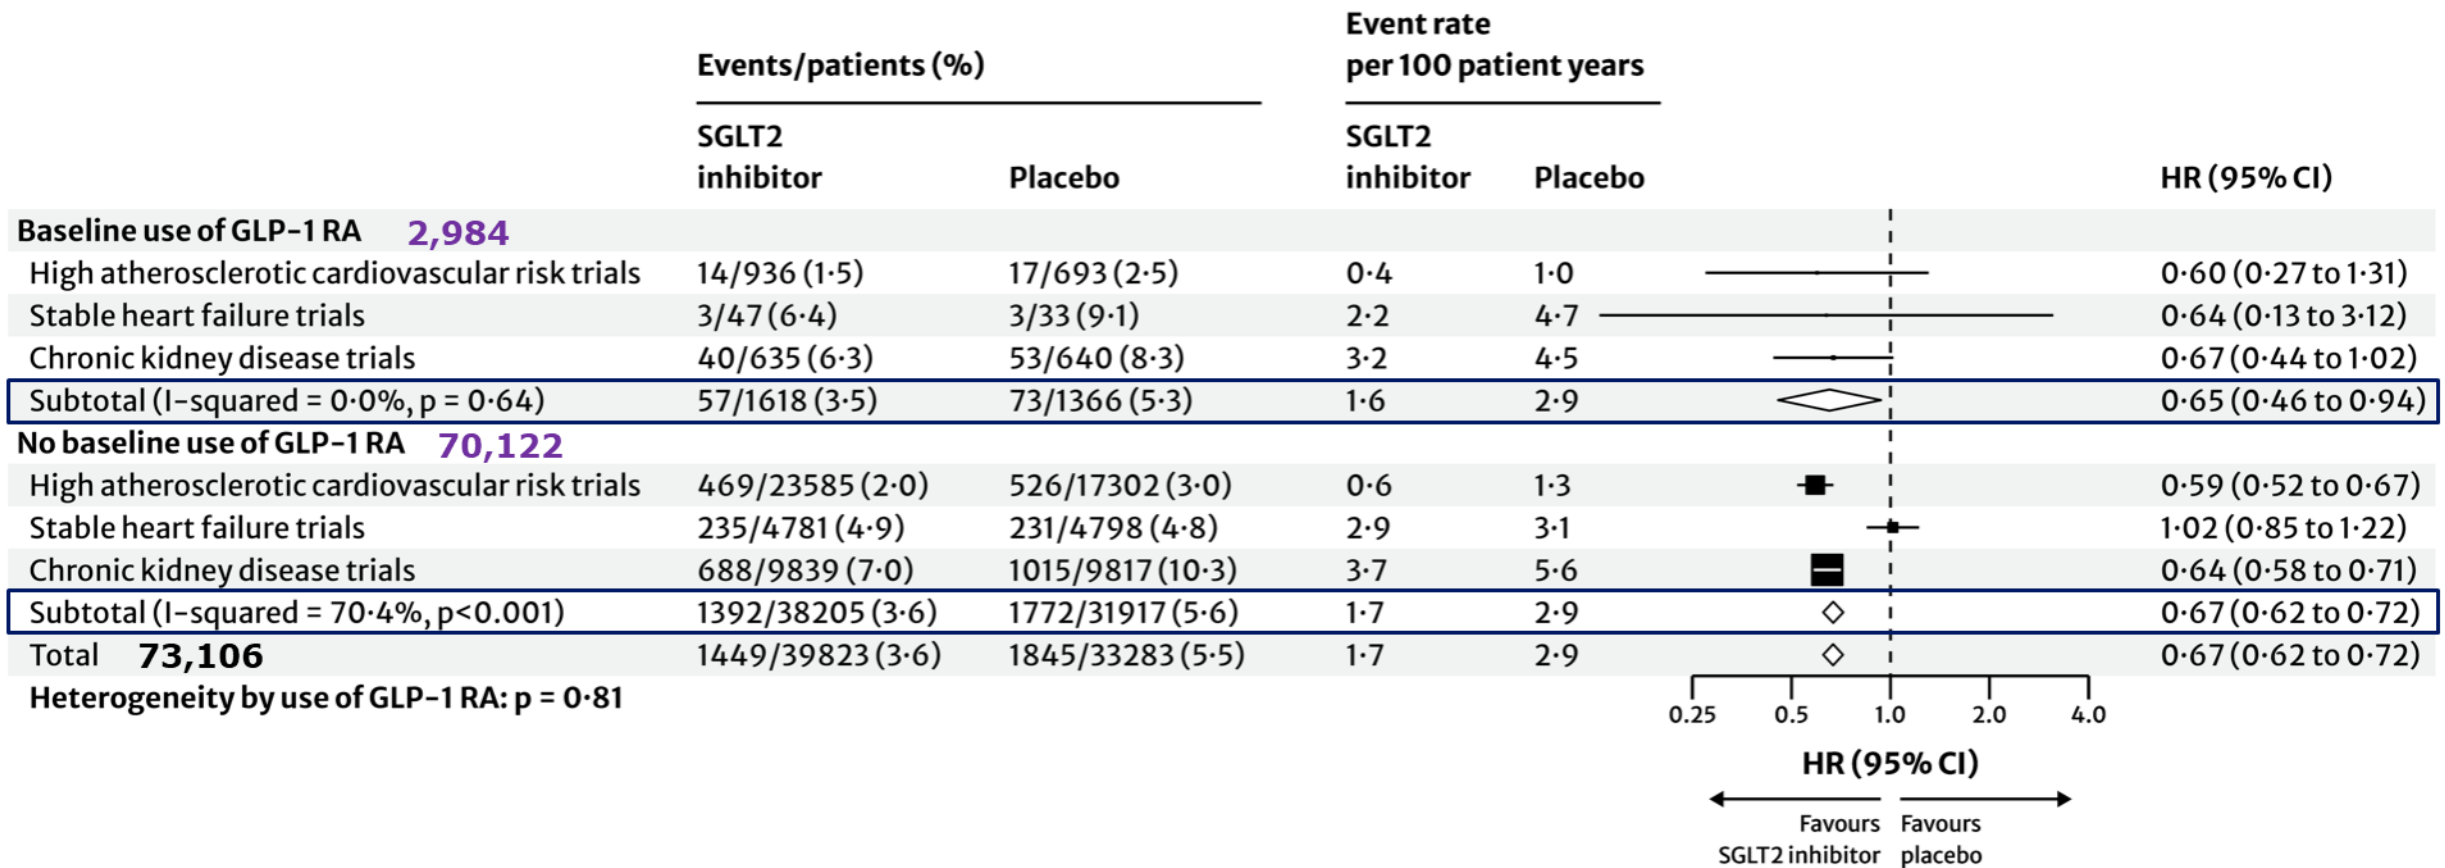 Events/patients (%)
Event rate
per 100 patient years
SGLT2
inhibitor
Placebo
SGLT2
inhibitor
Placebo
HR (95% CI)
Baseline use of GLP-1 RA 2,984
High atherosclerotic cardiovascular risk trials 14/936 (1·5) 17/693 (2·5) 0·4 1·0 0·60 (0·27 to 1·31)
Stable heart failure trials 3/47 (6·4) 3/33 (9·1) 2·2 4·7 0·64 (0·13 to 3·12)
Chronic kidney disease trials 40/635 (6·3) 53/640 (8·3) 3·2 4·5 0·67 (0·44 to 1·02)
Subtotal (I-squared = 0·0%, p = 0·64) 57/1618 (3·5) 73/1366 (5·3) 1·6 2·9 0·65 (0·46 to 0·94)
No baseline use of GLP-1 RA 70,122
High atherosclerotic cardiovascular risk trials 469/23585 (2·0) 526/17302 (3·0) 0·6 1·3 0·59 (0·52 to 0·67)
Stable heart failure trials 235/4781 (4·9) 231/4798 (4·8) 2·9 3·1 1·02 (0·85 to 1·22)
Chronic kidney disease trials 688/9839 (7·0) 1015/9817 (10·3) 3·7 5·6 0·64 (0·58 to 0·71)
Subtotal (I-squared = 70·4%, p<0.001) 1392/38205 (3·6) 1772/31917 (5·6) 1·7 2·9 0·67 (0·62 to 0·72)
Total 73,106 1449/39823 (3·6) 1845/33283 (5·5) 1·7 2·9 0·67 (0·62 to 0·72)
Heterogeneity by use of GLP-1 RA: p = 0·81
0.25 0.5 1.0 2.0 4.0
HR (95% CI)
Favours
SGLT2 inhibitor
Favours
placebo